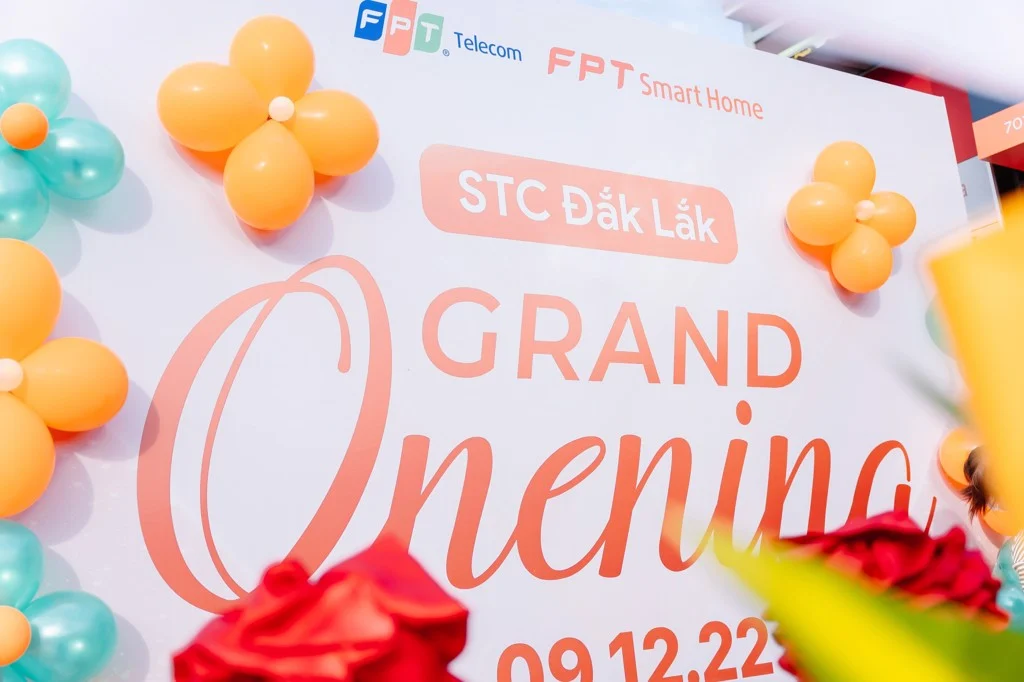 FPT Telecom
FPT Smart Home
STC Đắk Lắk
GRAND
Opening
09.12.22